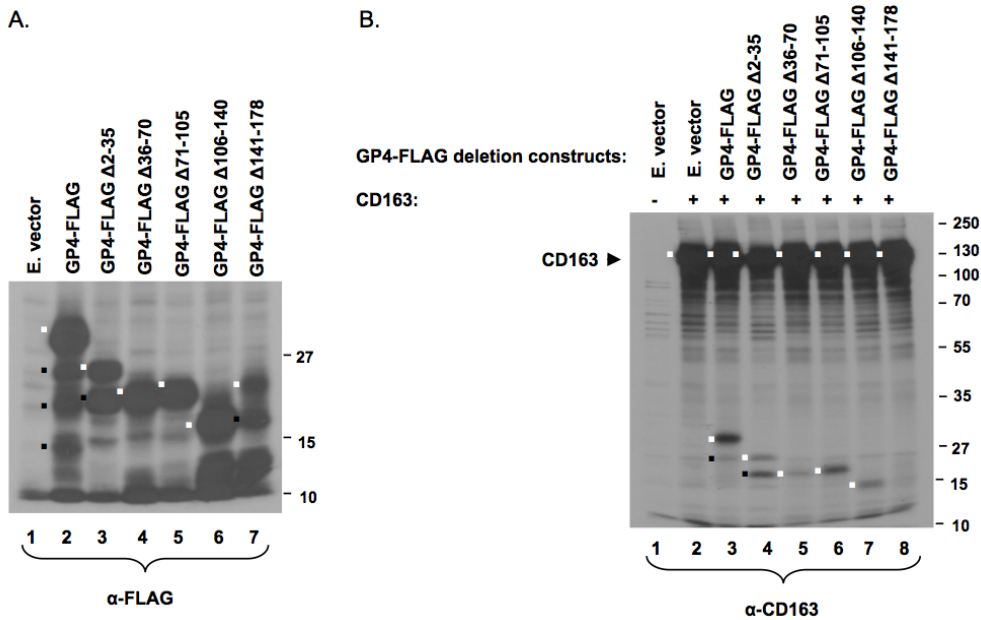 A.
E. vector
GP4-FLAG
GP4-FLAG Δ2-35
GP4-FLAG Δ36-70
GP4-FLAG Δ71-105
GP4-FLAG Δ106-140
GP4-FLAG Δ141-178
27
15
10
1 2 3 4 5 6 7
α-FLAG
B.
E. vector
E. vector
GP4-FLAG
GP4-FLAG Δ2-35
GP4-FLAG Δ36-70
GP4-FLAG Δ71-105
GP4-FLAG Δ106-140
GP4-FLAG Δ141-178
GP4-FLAG deletion constructs:
CD163: - + + + + + + +
CD163
250
130
100
70
55
35
27
15
10
1 2 3 4 5 6 7 8
α-CD163